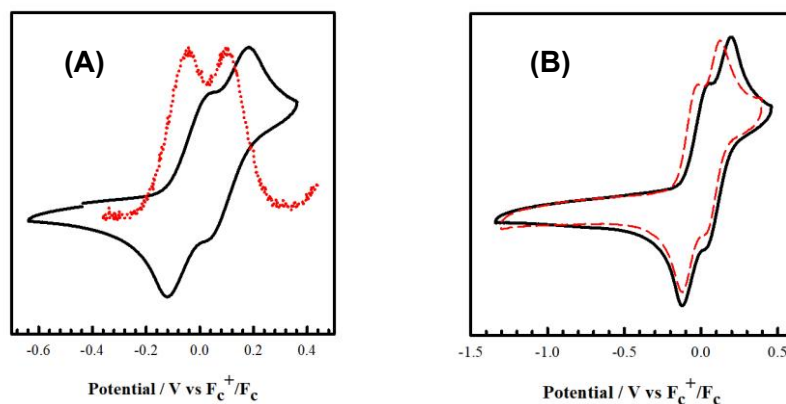 (A)
-0.6 -0.4 -0.2 0.0 0.2 0.4
Potential / V vs Fc+/Fc
(B)
-1.5 -1.0 -0.5 0.0 0.5
Potential / V vs Fc+/Fc